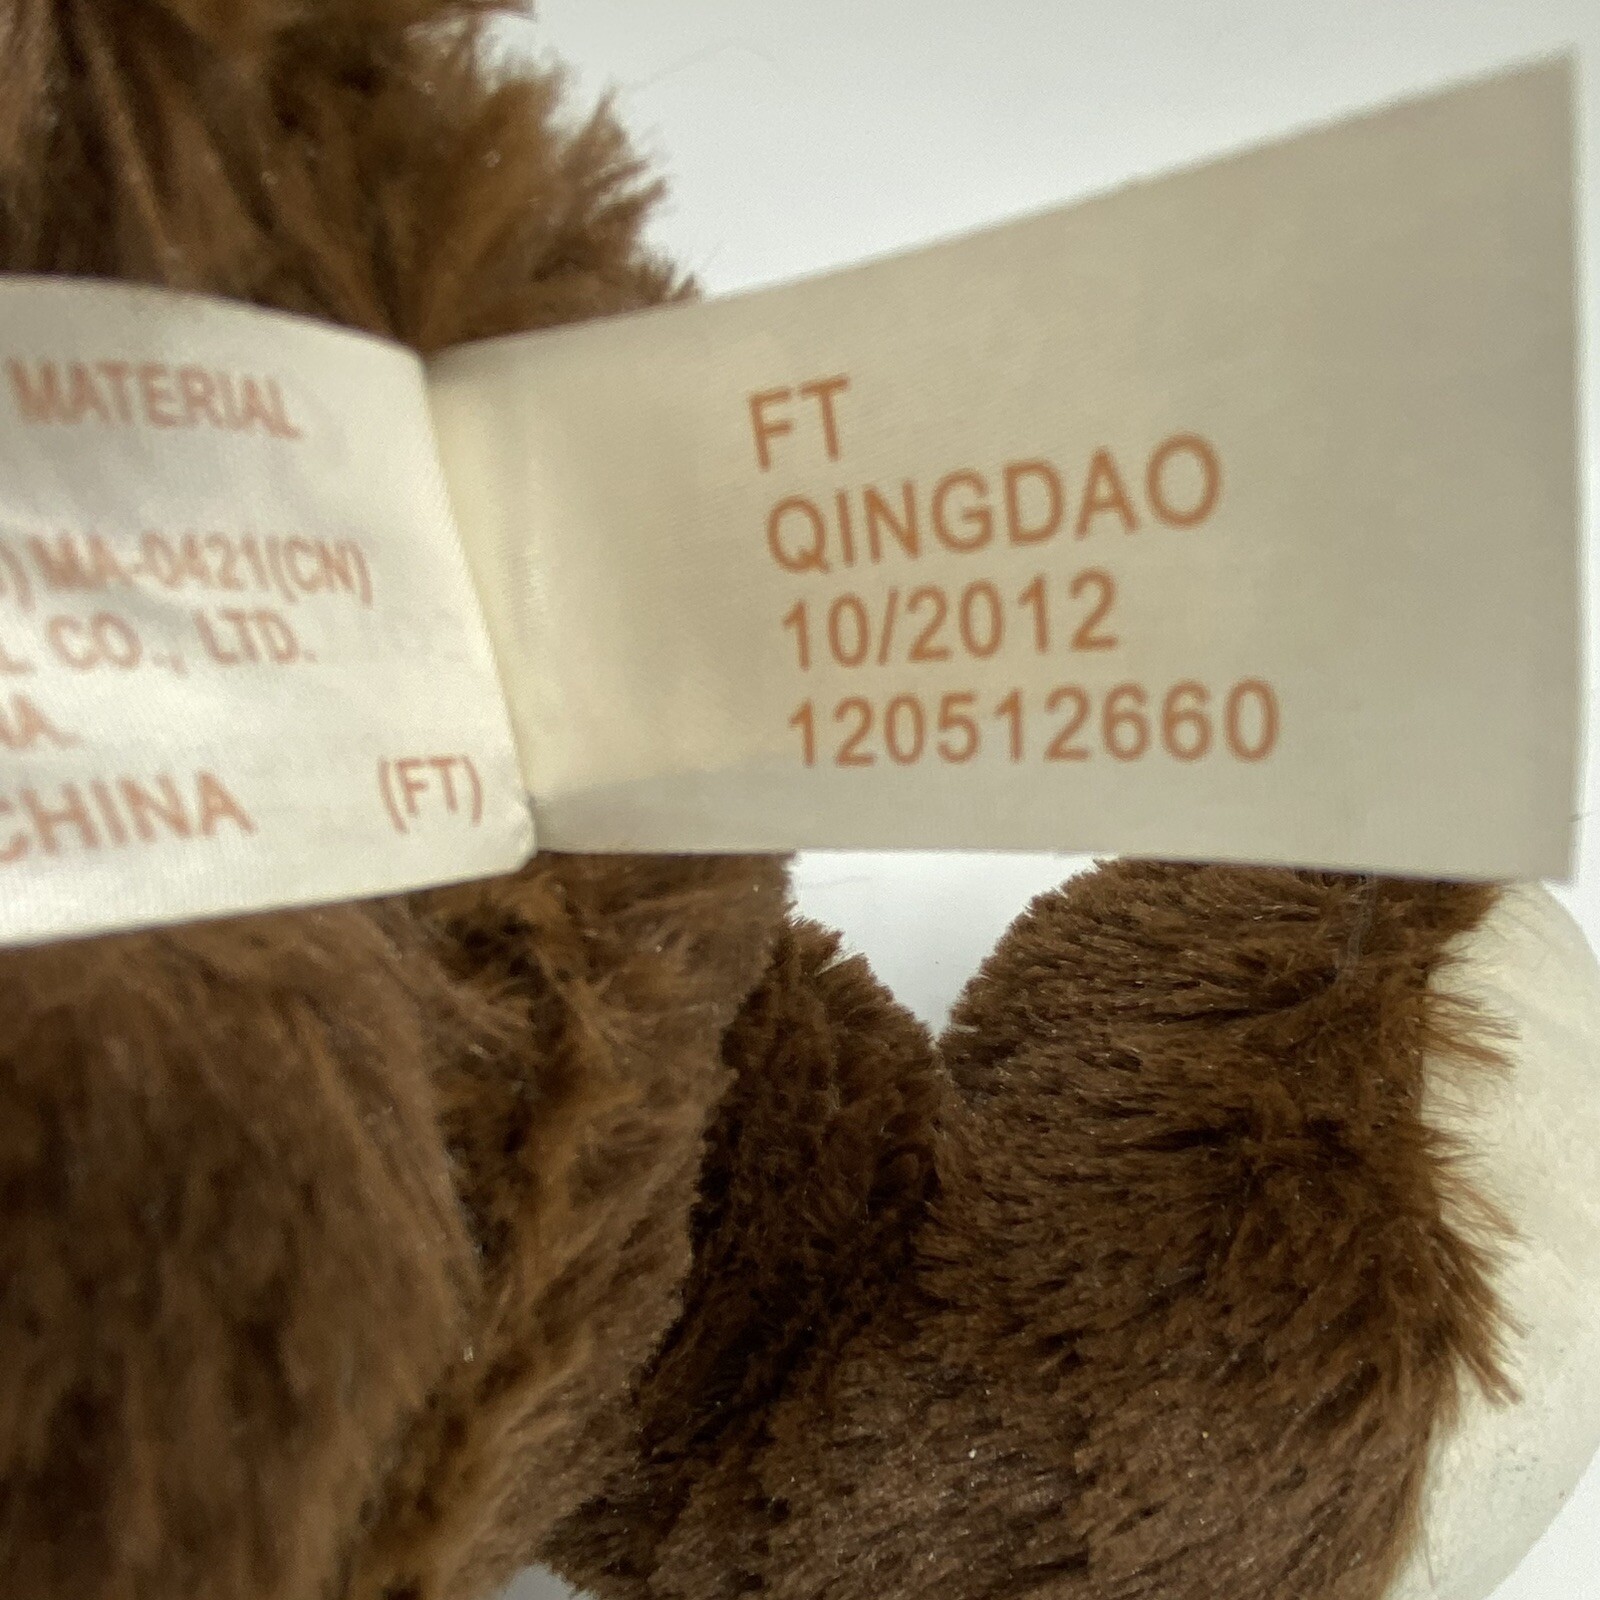 MATERIAL
MA-0421(CN)
CO., LTD.
CHINA
(FT)
FT
QINGDAO
10/2012
120512660